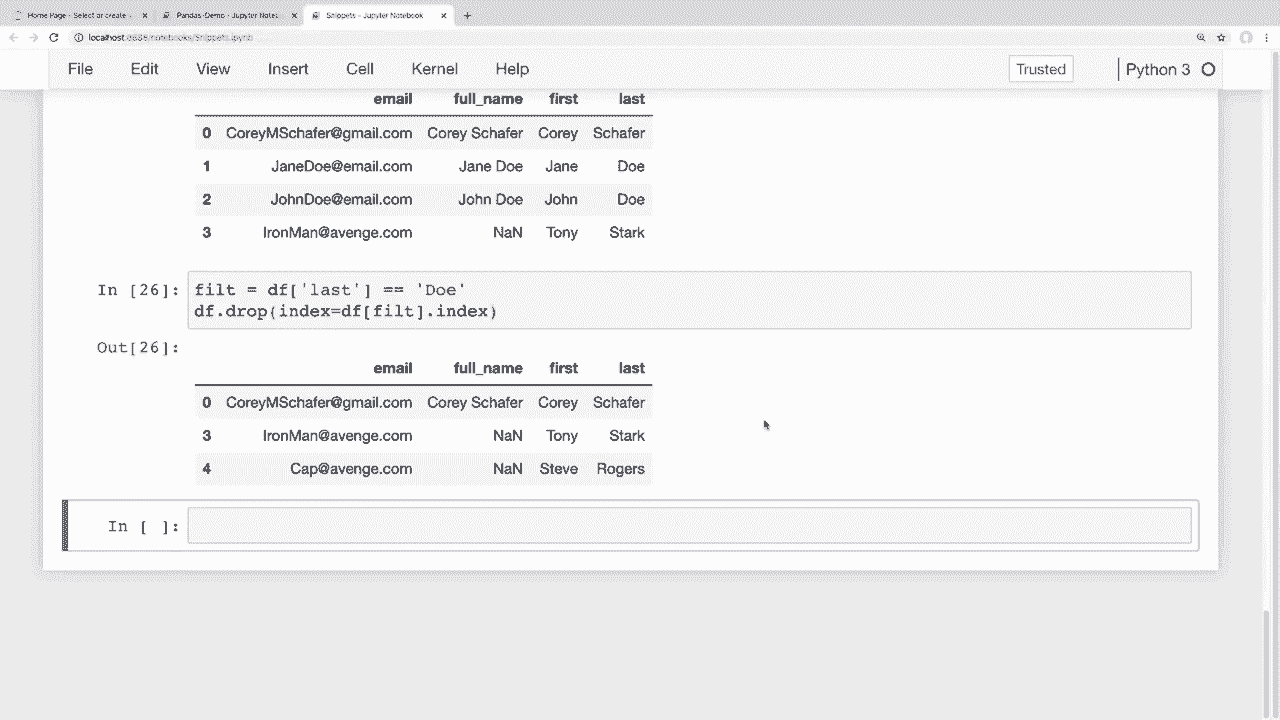 Home Page - Select or create
Pandas-Demo - Jupyter Notel
Snippets - Jupyter Notebook
localhost:8888/notebooks/Snippets.ipynb
File Edit View Insert Cell Kernel Help Trusted Python 3
email full_name first last
0 CoreyMSchafer@gmail.com Corey Schafer Corey Schafer
1 JaneDoe@email.com Jane Doe Jane Doe
2 JohnDoe@email.com John Doe John Doe
3 IronMan@avenge.com NaN Tony Stark
In [26]: filt = df['last'] == 'Doe'
df.drop(index=df[filt].index)
Out[26]:
email full_name first last
0 CoreyMSchafer@gmail.com Corey Schafer Corey Schafer
3 IronMan@avenge.com NaN Tony Stark
4 Cap@avenge.com NaN Steve Rogers
In [ ]: